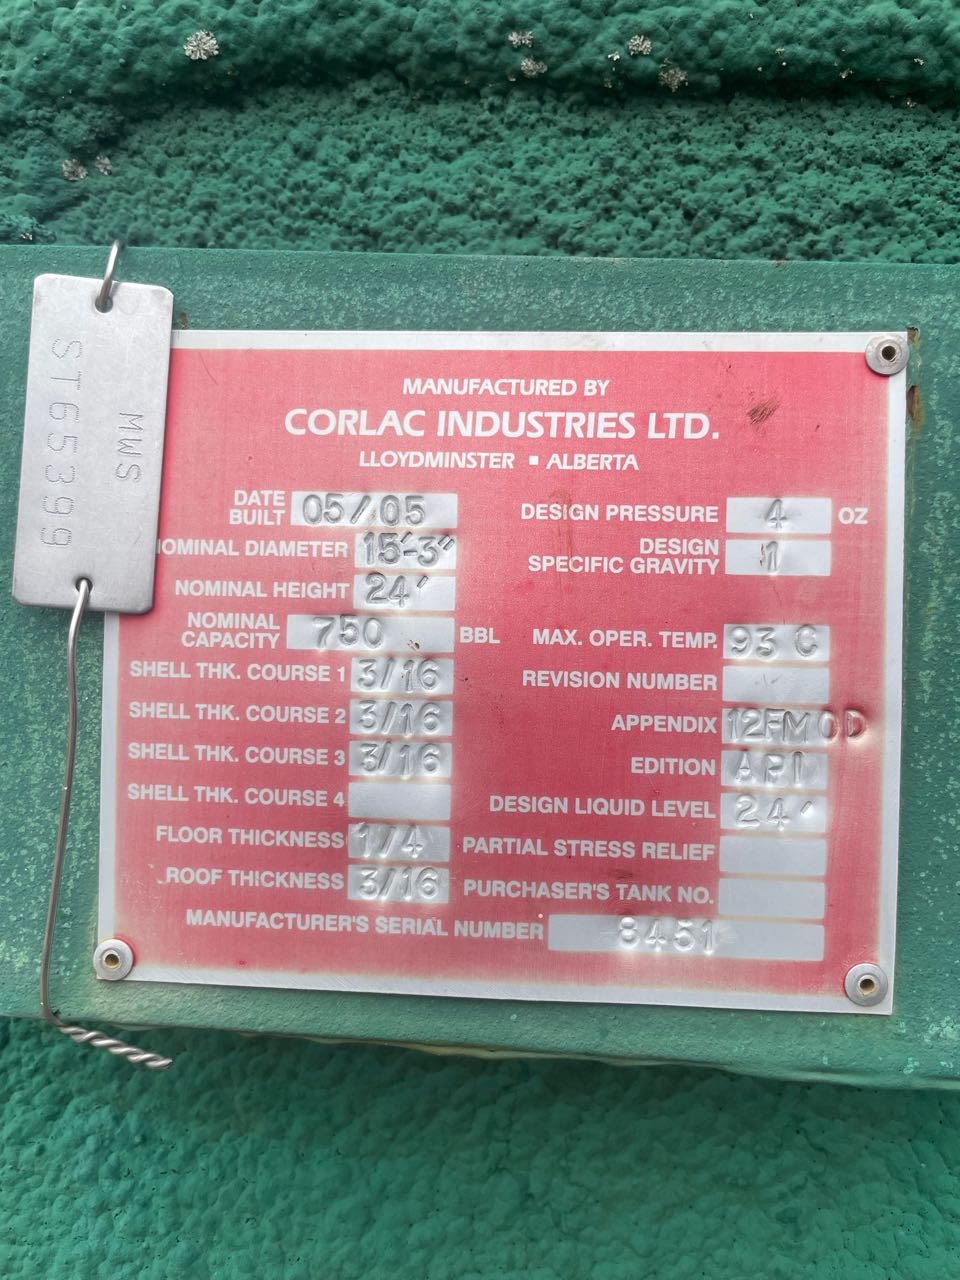 MWS
ST65399
MANUFACTURED BY
CORLAC INDUSTRIES LTD.
LLOYDMINSTER ▪ ALBERTA
DATE BUILT 05/05
NOMINAL DIAMETER 15'-3"
NOMINAL HEIGHT 24'
NOMINAL CAPACITY 750 BBL
SHELL THK. COURSE 1 3/16
SHELL THK. COURSE 2 3/16
SHELL THK. COURSE 3 3/16
SHELL THK. COURSE 4
FLOOR THICKNESS 1/4
ROOF THICKNESS 3/16
DESIGN PRESSURE 4 OZ
DESIGN SPECIFIC GRAVITY 1
MAX. OPER. TEMP. 93 C
REVISION NUMBER
APPENDIX 12FMOD
EDITION API
DESIGN LIQUID LEVEL 24'
PARTIAL STRESS RELIEF
PURCHASER'S TANK NO.
MANUFACTURER'S SERIAL NUMBER 8451